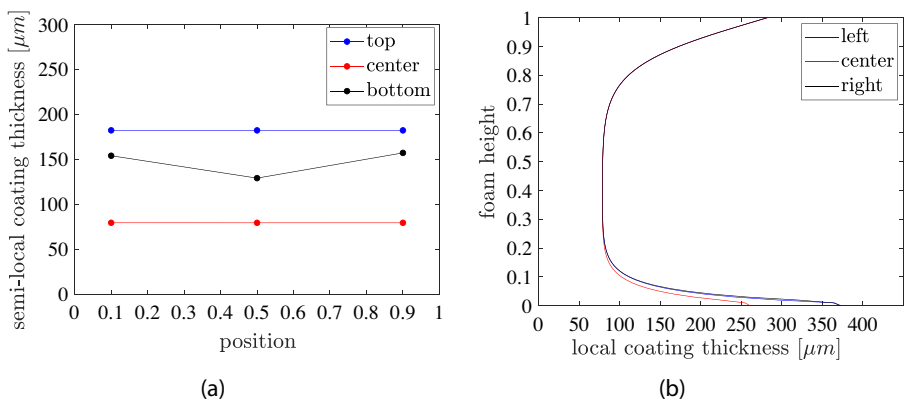 semi-local coating thickness [μm]
300
250
200
150
100
50
0
top
center
bottom
0 0.1 0.2 0.3 0.4 0.5 0.6 0.7 0.8 0.9 1
position
(a)
foam height
1
0.9
0.8
0.7
0.6
0.5
0.4
0.3
0.2
0.1
0
left
center
right
0 50 100 150 200 250 300 350 400
local coating thickness [μm]
(b)